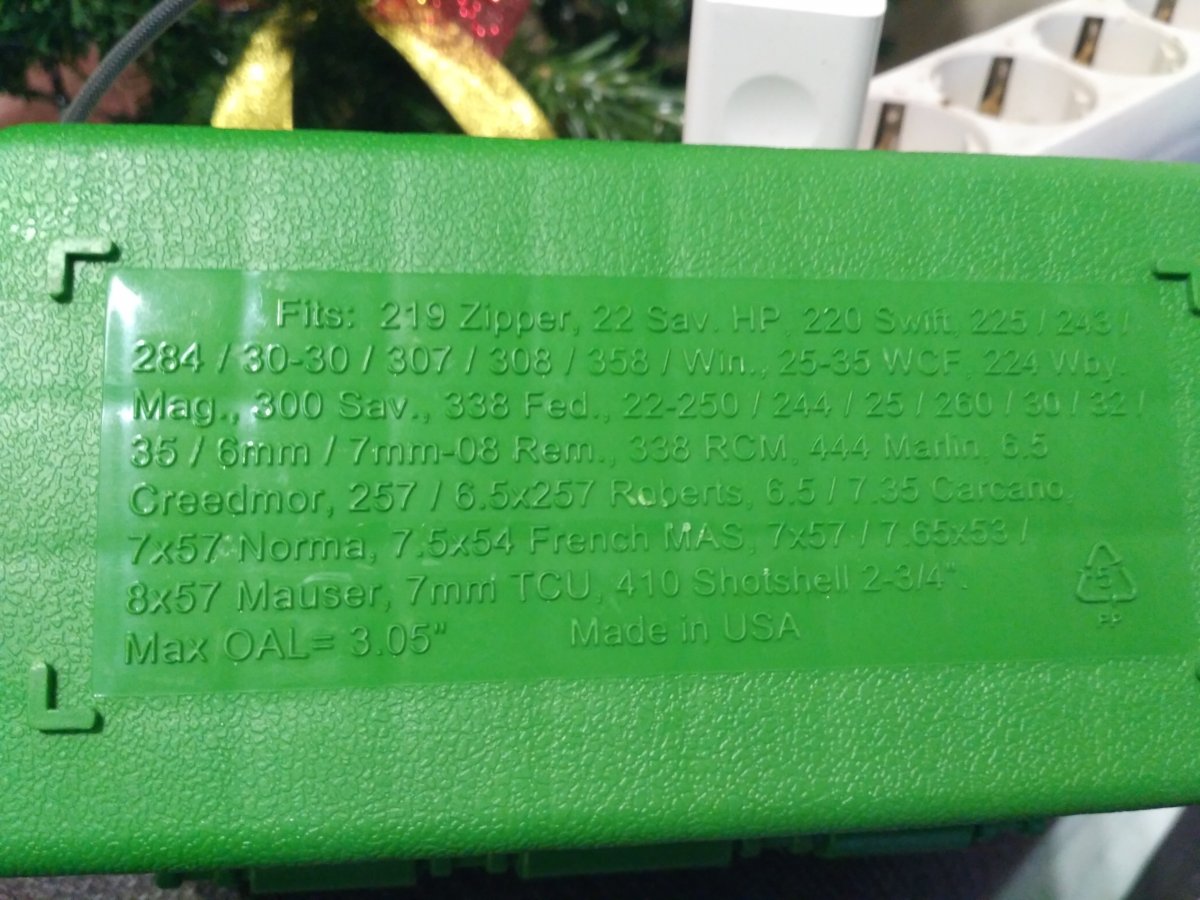 Fits: 219 Zipper, 22 Sav. HP, 220 Swift, 225 / 243 /
284 / 30-30 / 307 / 308 / 358 / Win., 25-35 WCF, 224 Wby.
Mag., 300 Sav., 338 Fed., 22-250 / 244 / 25 / 260 / 30 / 32 /
35 / 6mm / 7mm-08 Rem., 338 RCM, 444 Marlin, 6.5
Creedmor, 257 / 6.5x257 Roberts, 6.5 / 7.35 Carcano,
7x57 Norma, 7.5x54 French MAS, 7x57 / 7.65x53 /
8x57 Mauser, 7mm TCU, 410 Shotshell 2-3/4".
Max OAL= 3.05" Made in USA
5
PP